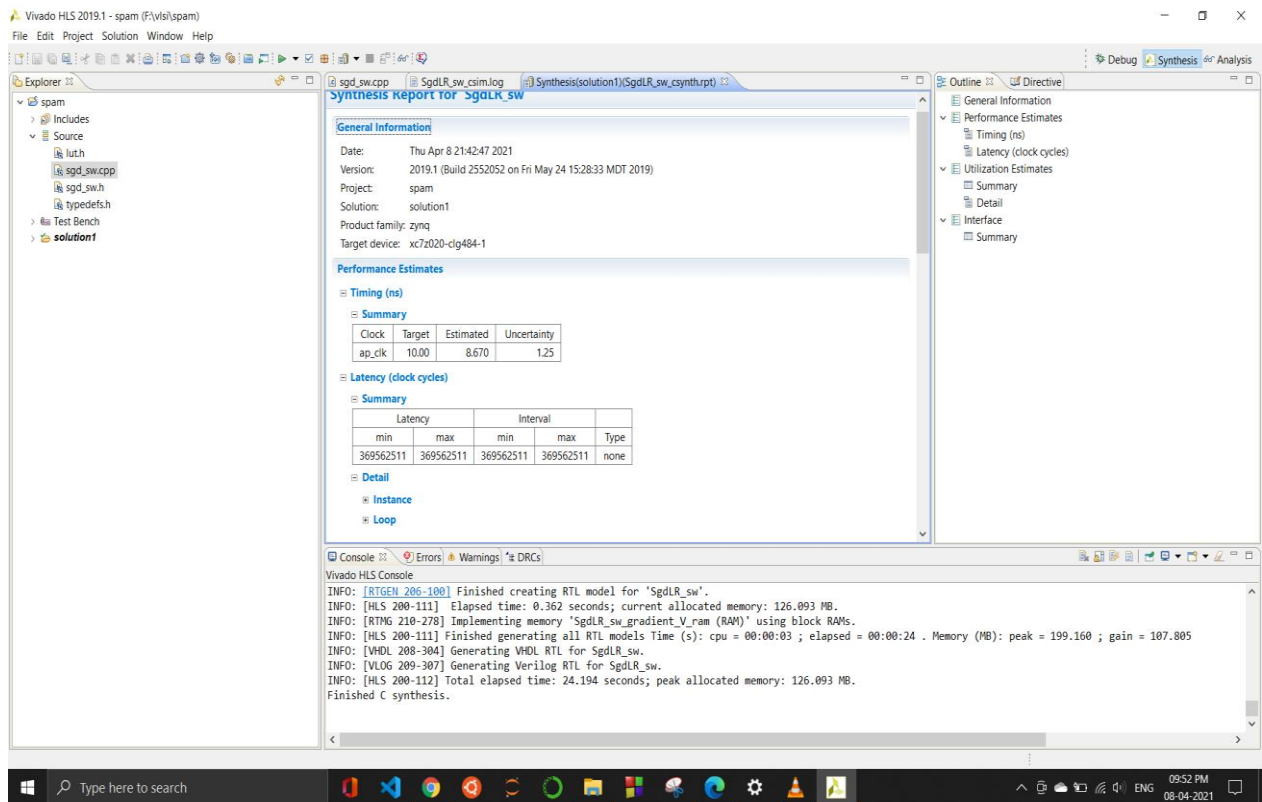 Vivado HLS 2019.1 - spam (F:\vlsi\spam)
File Edit Project Solution Window Help
Debug Synthesis Analysis
Explorer
spam
Includes
Source
lut.h
sgd_sw.cpp
sgd_sw.h
typedefs.h
Test Bench
solution1
sgd_sw.cpp SgdLR_sw_csim.log Synthesis(solution1)(SgdLR_sw_csynth.rpt)
Synthesis Report for 'SgdLR_sw'
General Information
Date: Thu Apr 8 21:42:47 2021
Version: 2019.1 (Build 2552052 on Fri May 24 15:28:33 MDT 2019)
Project: spam
Solution: solution1
Product family: zynq
Target device: xc7z020-clg484-1
Performance Estimates
Timing (ns)
Summary
Clock Target Estimated Uncertainty
ap_clk 10.00 8.670 1.25
Latency (clock cycles)
Summary
Latency Interval
min max min max Type
369562511 369562511 369562511 369562511 none
Detail
Instance
Loop
Outline Directive
General Information
Performance Estimates
Timing (ns)
Latency (clock cycles)
Utilization Estimates
Summary
Detail
Interface
Summary
Console Errors Warnings DRCs
Vivado HLS Console
INFO: [RTGEN 206-100] Finished creating RTL model for 'SgdLR_sw'.
INFO: [HLS 200-111] Elapsed time: 0.362 seconds; current allocated memory: 126.093 MB.
INFO: [RTMG 210-278] Implementing memory 'SgdLR_sw_gradient_V_ram (RAM)' using block RAMs.
INFO: [HLS 200-111] Finished generating all RTL models Time (s): cpu = 00:00:03 ; elapsed = 00:00:24 . Memory (MB): peak = 199.160 ; gain = 107.805
INFO: [VHDL 208-304] Generating VHDL RTL for SgdLR_sw.
INFO: [VLOG 209-307] Generating Verilog RTL for SgdLR_sw.
INFO: [HLS 200-112] Total elapsed time: 24.194 seconds; peak allocated memory: 126.093 MB.
Finished C synthesis.
Type here to search
ENG
09:52 PM
08-04-2021